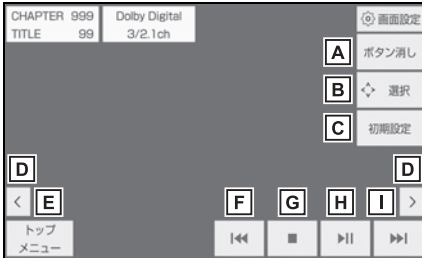 CHAPTER 999
TITLE 99
Dolby Digital
3/2.1ch
画面設定
A ボタン消し
B 選択
C 初期設定
D D
E
トップ
メニュー
F G H I